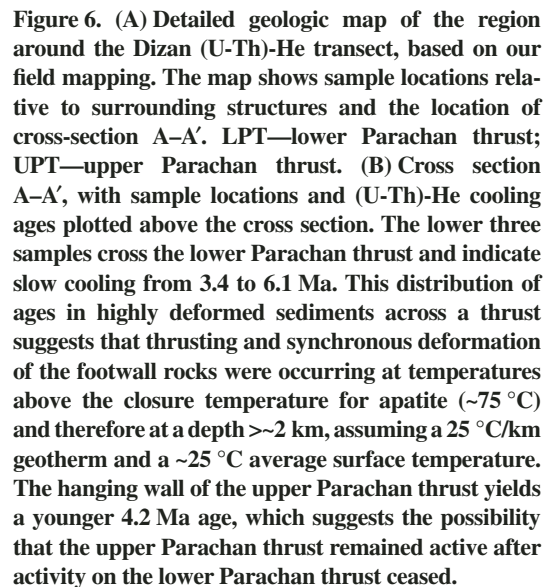 Figure 6. (A) Detailed geologic map of the region
around the Dizan (U-Th)-He transect, based on our
field mapping. The map shows sample locations rela-
tive to surrounding structures and the location of
cross-section A–A′. LPT—lower Parachan thrust;
UPT—upper Parachan thrust. (B) Cross section
A–A′, with sample locations and (U-Th)-He cooling
ages plotted above the cross section. The lower three
samples cross the lower Parachan thrust and indicate
slow cooling from 3.4 to 6.1 Ma. This distribution of
ages in highly deformed sediments across a thrust
suggests that thrusting and synchronous deformation
of the footwall rocks were occurring at temperatures
above the closure temperature for apatite (~75 °C)
and therefore at a depth >~2 km, assuming a 25 °C/km
geotherm and a ~25 °C average surface temperature.
The hanging wall of the upper Parachan thrust yields
a younger 4.2 Ma age, which suggests the possibility
that the upper Parachan thrust remained active after
activity on the lower Parachan thrust ceased.